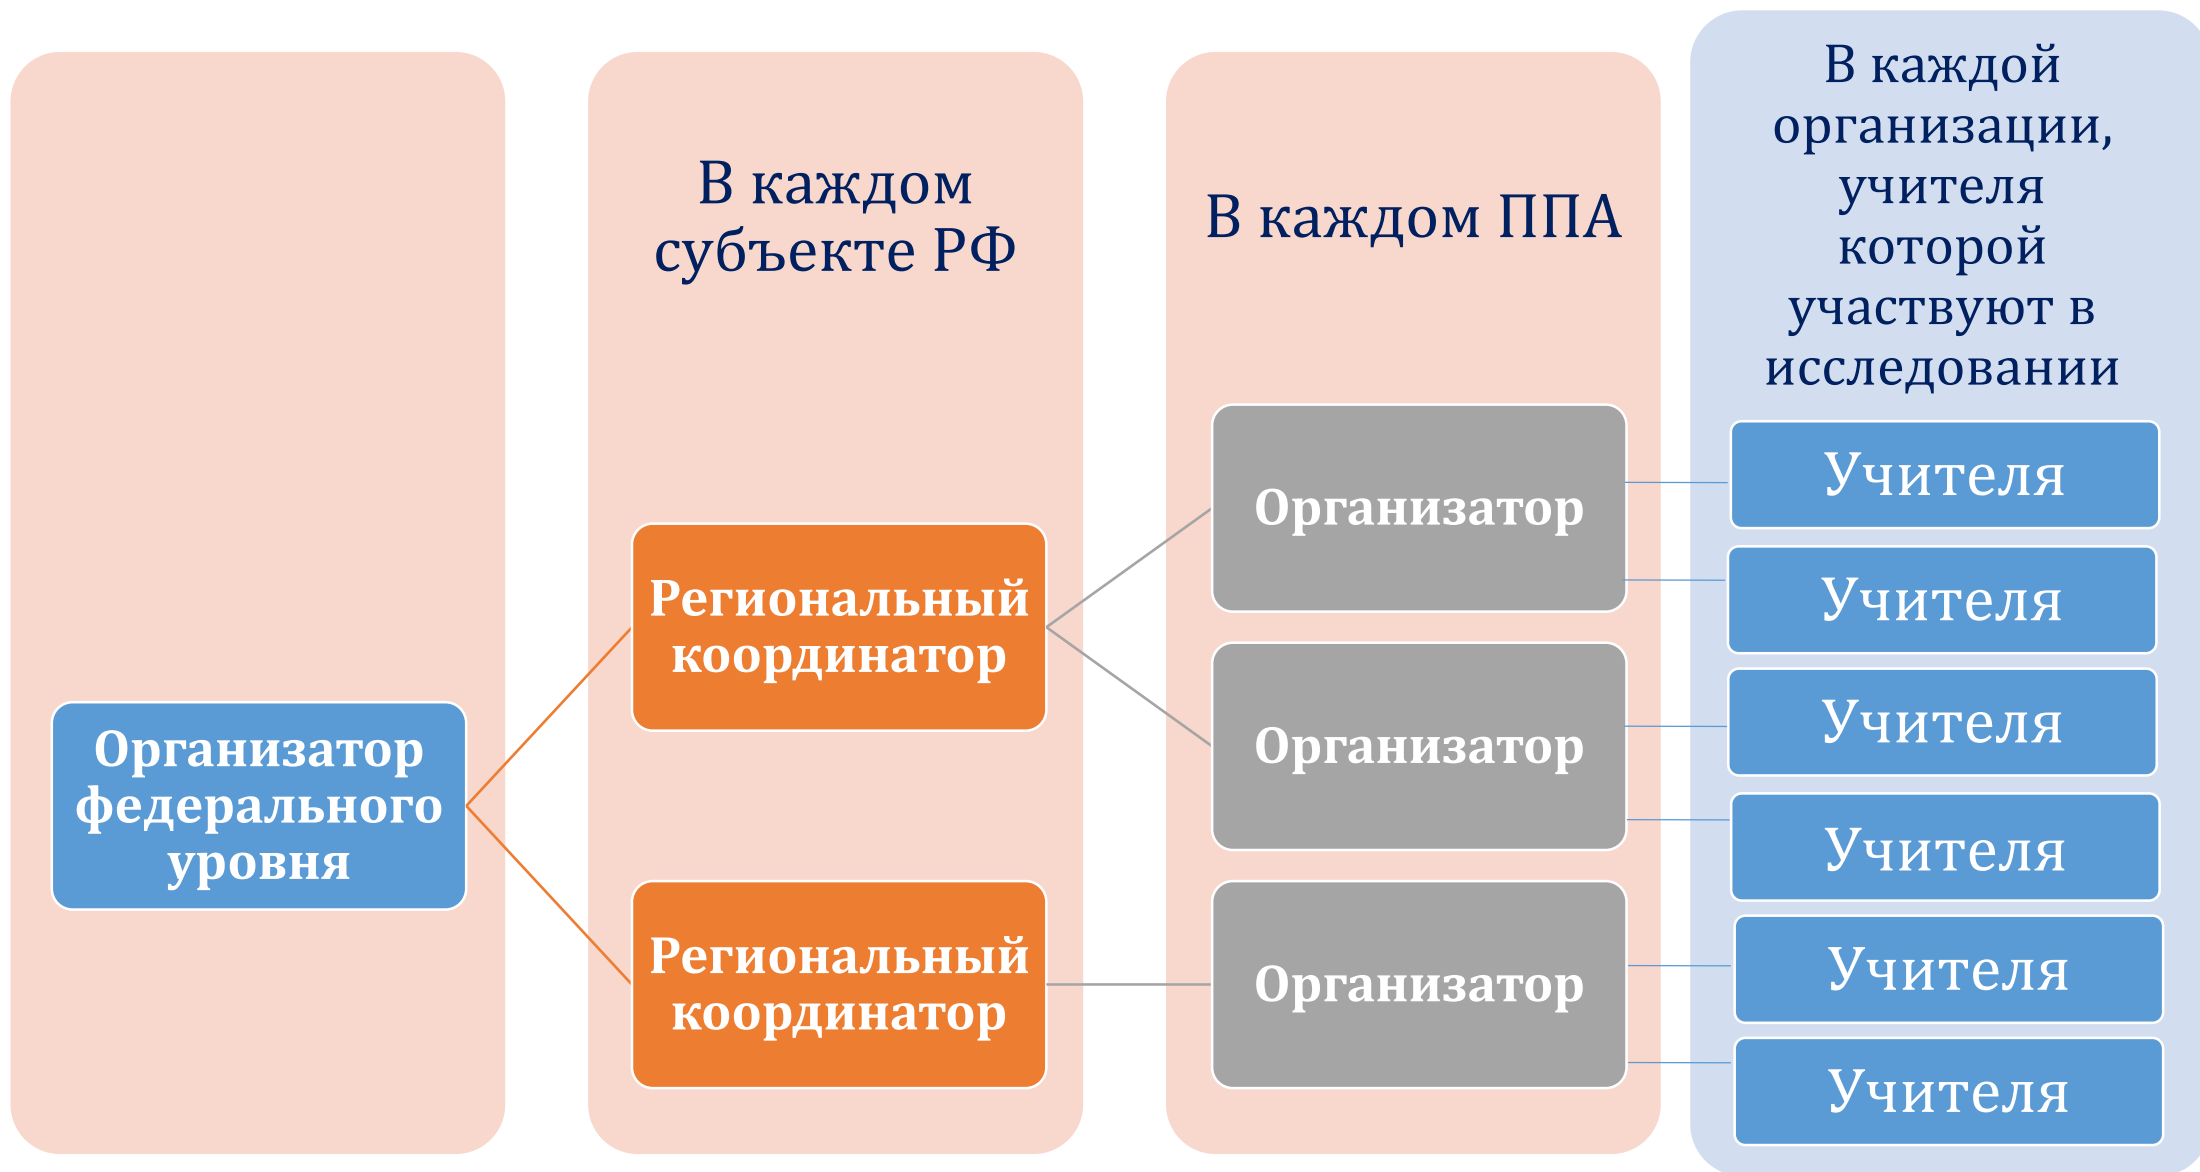 Организатор
федерального
уровня
В каждом
субъекте РФ
Региональный
координатор
Региональный
координатор
В каждом ППА
Организатор
Организатор
Организатор
В каждой
организации,
учителя
которой
участвуют в
исследовании
Учителя
Учителя
Учителя
Учителя
Учителя
Учителя